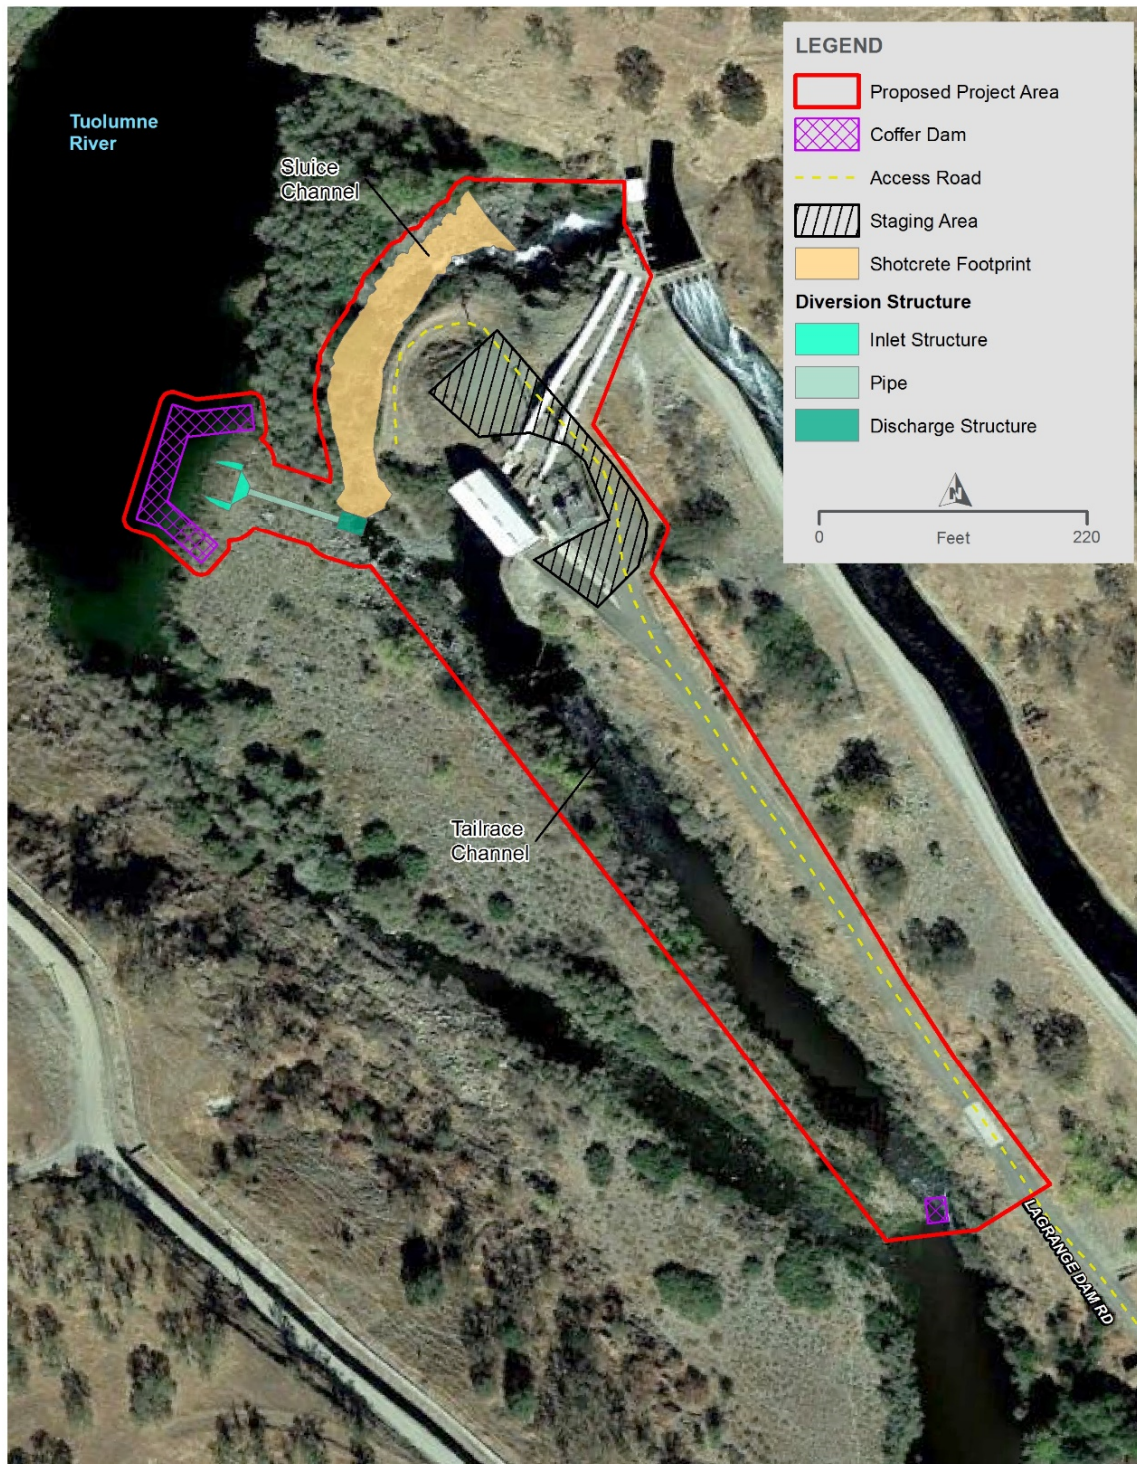 Tuolumne
River
Sluice
Channel
Tailrace
Channel
LAGRANGE DAM RD
LEGEND
Proposed Project Area
Coffer Dam
Access Road
Staging Area
Shotcrete Footprint
Diversion Structure
Inlet Structure
Pipe
Discharge Structure
N
0 Feet 220